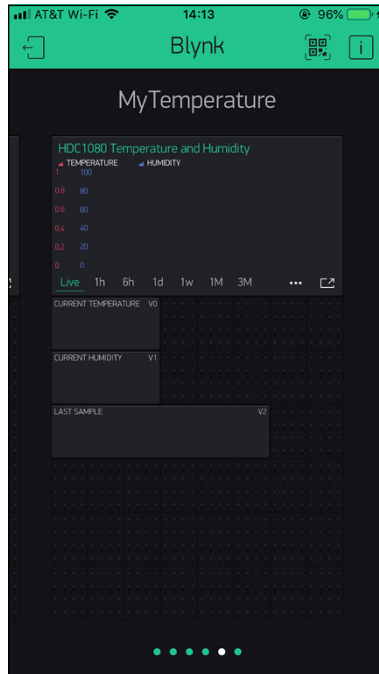 AT&T Wi-Fi 14:13 96%
Blynk i
MyTemperature
HDC1080 Temperature and Humidity
TEMPERATURE HUMIDITY
1 100
0.8 80
0.6 60
0.4 40
0.2 20
0 0
Live 1h 6h 1d 1w 1M 3M •••
CURRENT TEMPERATURE V0
CURRENT HUMIDITY V1
LAST SAMPLE V2